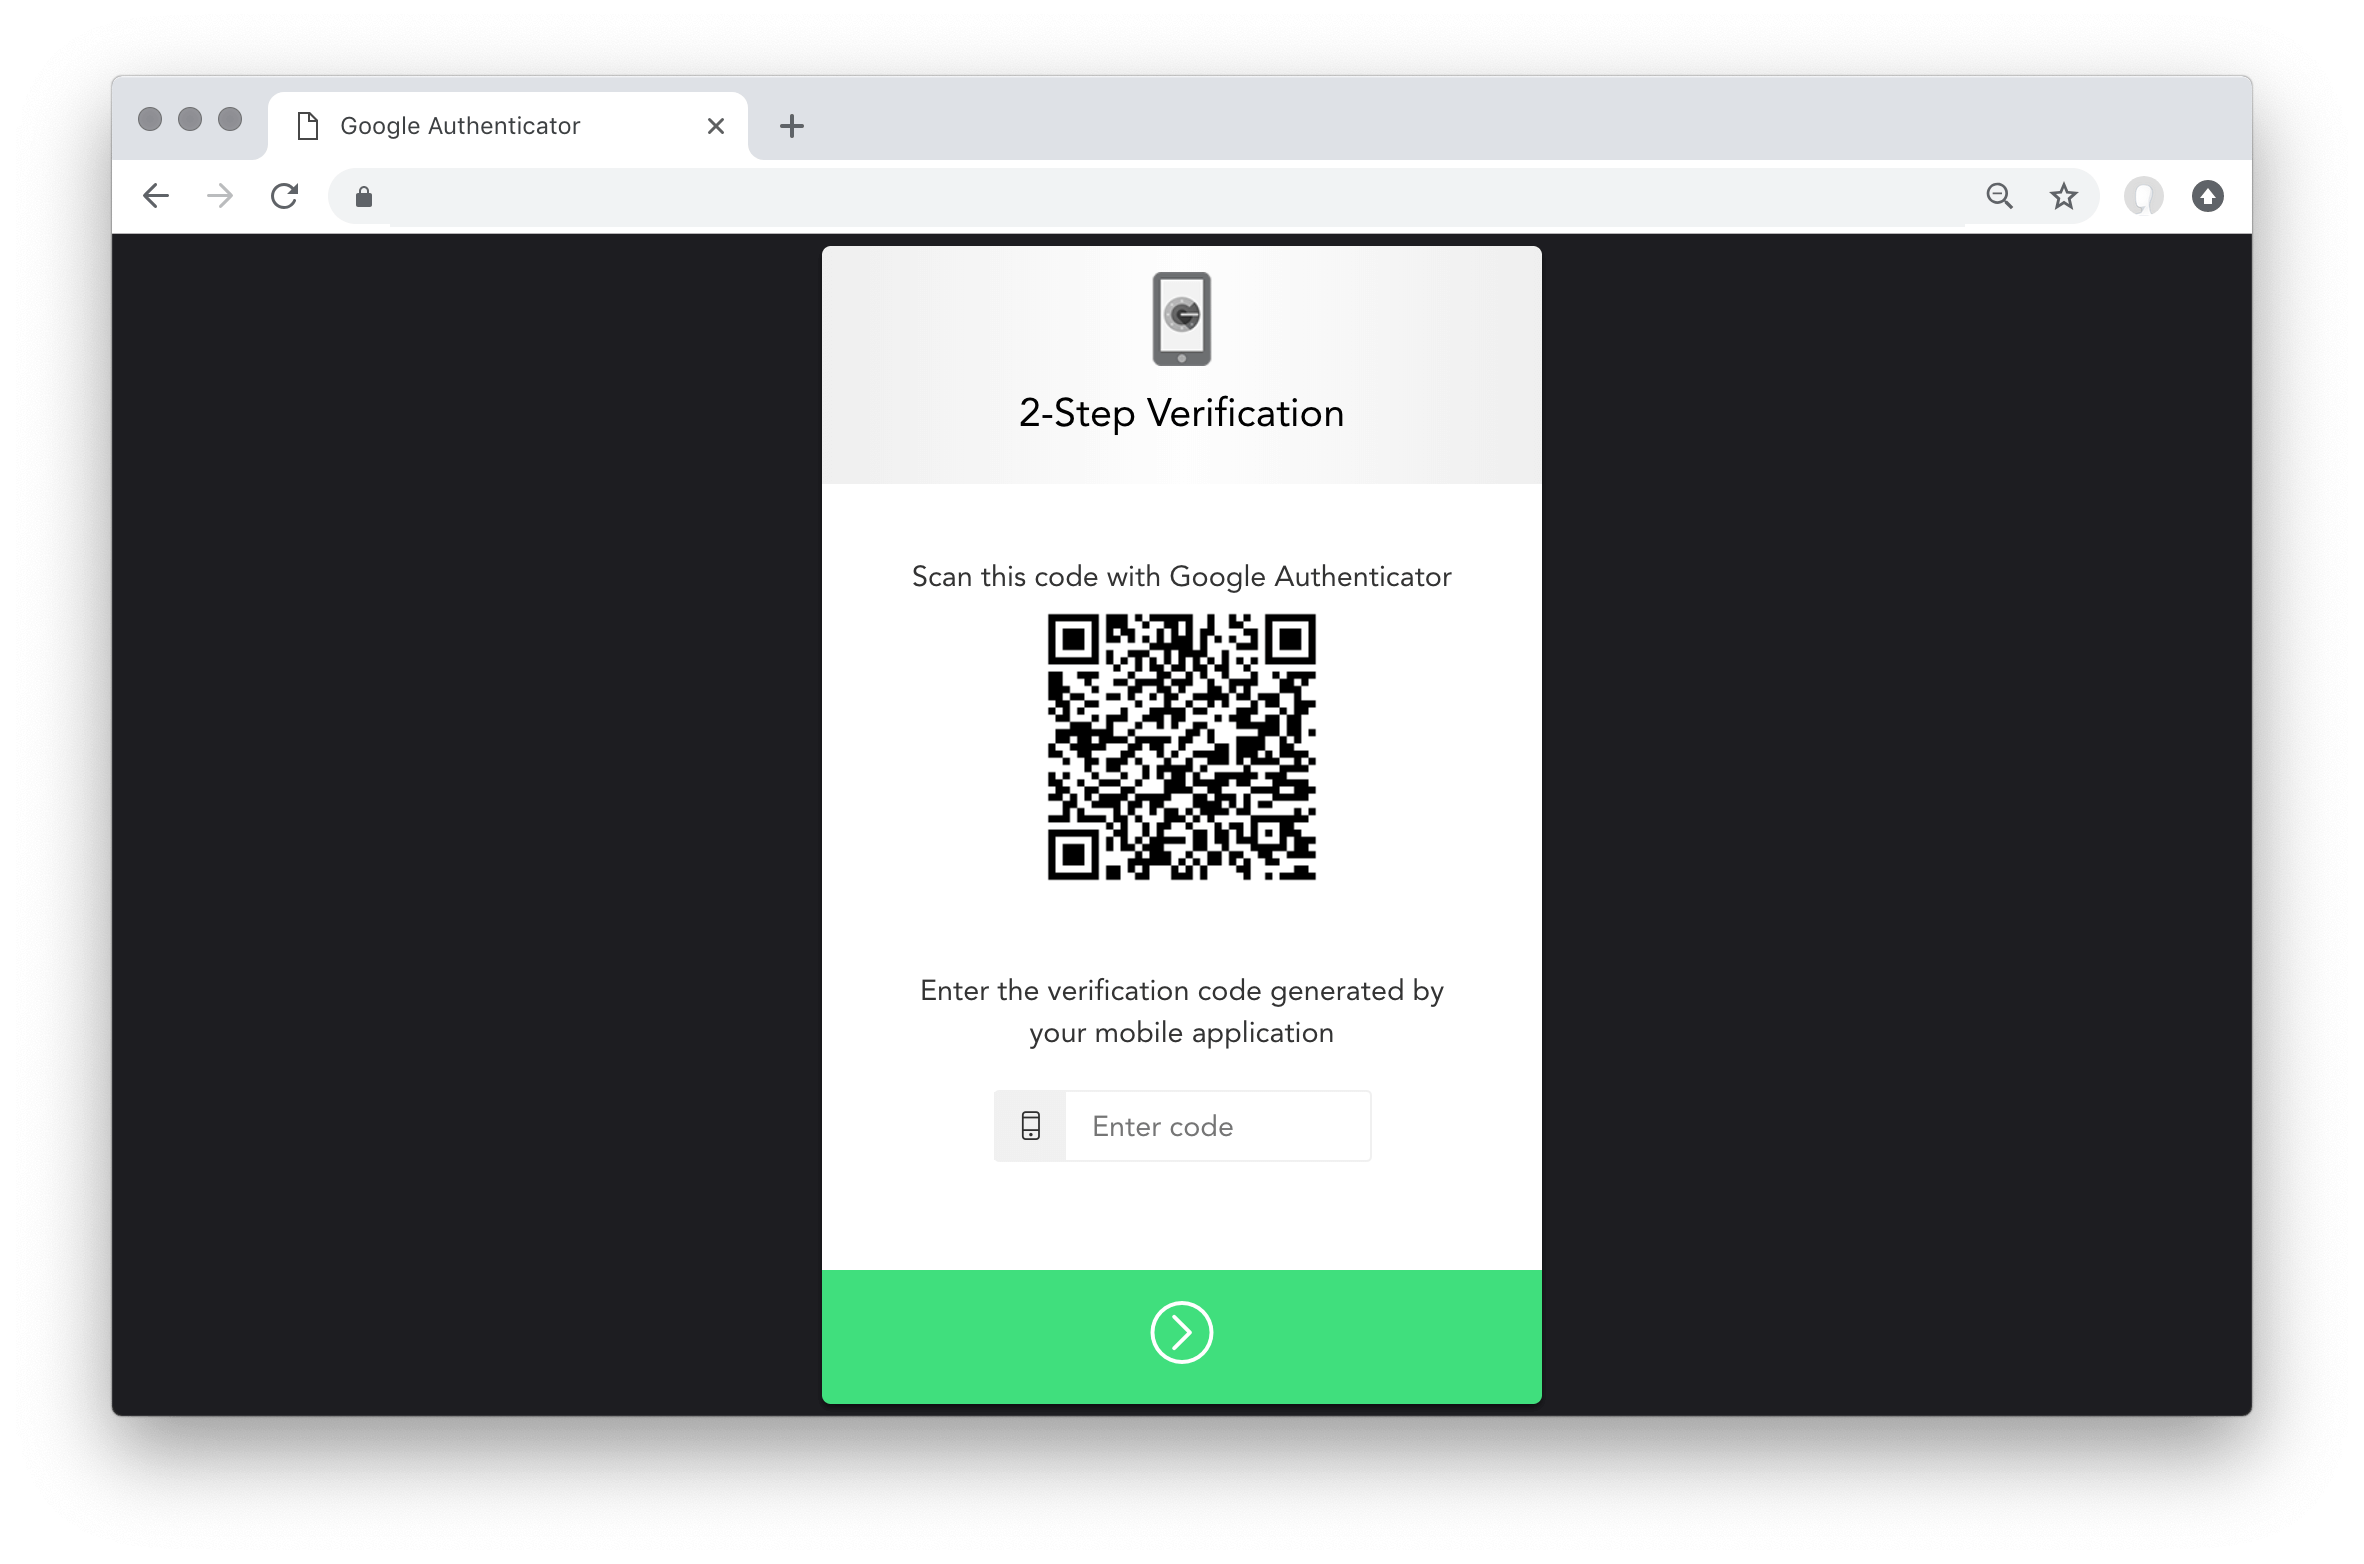 Google Authenticator
2-Step Verification
Scan this code with Google Authenticator
Enter the verification code generated by
your mobile application
Enter code